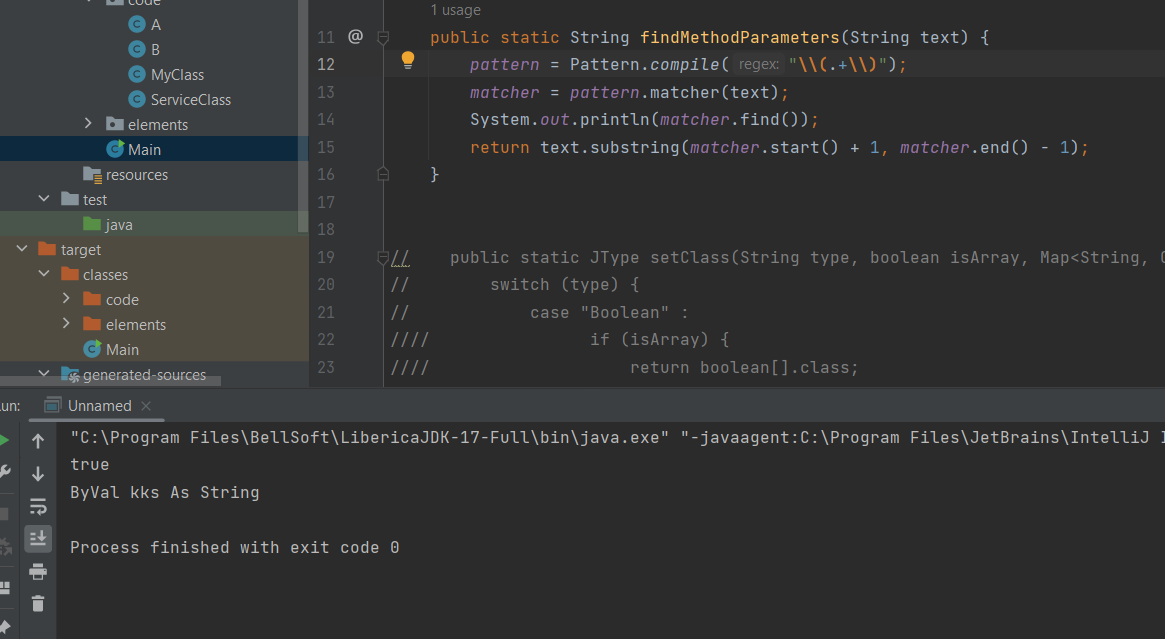 code
A
B
MyClass
ServiceClass
elements
Main
resources
test
java
target
classes
code
elements
Main
generated-sources
1 usage
11 @ public static String findMethodParameters(String text) {
12 pattern = Pattern.compile( regex: "\\(.+\\)");
13 matcher = pattern.matcher(text);
14 System.out.println(matcher.find());
15 return text.substring(matcher.start() + 1, matcher.end() - 1);
16 }
17
18
19 // public static JType setClass(String type, boolean isArray, Map<String,
20 // switch (type) {
21 // case "Boolean" :
22 //// if (isArray) {
23 //// return boolean[].class;
un: Unnamed
"C:\Program Files\BellSoft\LibericaJDK-17-Full\bin\java.exe" "-javaagent:C:\Program Files\JetBrains\IntelliJ I
true
ByVal kks As String
Process finished with exit code 0